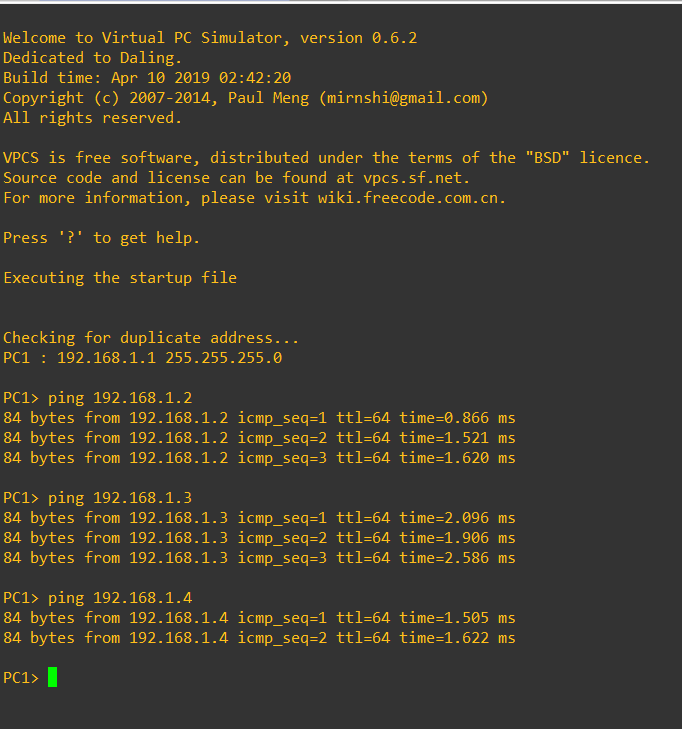 Welcome to Virtual PC Simulator, version 0.6.2
Dedicated to Daling.
Build time: Apr 10 2019 02:42:20
Copyright (c) 2007-2014, Paul Meng (mirnshi@gmail.com)
All rights reserved.
VPCS is free software, distributed under the terms of the "BSD" licence.
Source code and license can be found at vpcs.sf.net.
For more information, please visit wiki.freecode.com.cn.
Press '?' to get help.
Executing the startup file
Checking for duplicate address...
PC1 : 192.168.1.1 255.255.255.0
PC1> ping 192.168.1.2
84 bytes from 192.168.1.2 icmp_seq=1 ttl=64 time=0.866 ms
84 bytes from 192.168.1.2 icmp_seq=2 ttl=64 time=1.521 ms
84 bytes from 192.168.1.2 icmp_seq=3 ttl=64 time=1.620 ms
PC1> ping 192.168.1.3
84 bytes from 192.168.1.3 icmp_seq=1 ttl=64 time=2.096 ms
84 bytes from 192.168.1.3 icmp_seq=2 ttl=64 time=1.906 ms
84 bytes from 192.168.1.3 icmp_seq=3 ttl=64 time=2.586 ms
PC1> ping 192.168.1.4
84 bytes from 192.168.1.4 icmp_seq=1 ttl=64 time=1.505 ms
84 bytes from 192.168.1.4 icmp_seq=2 ttl=64 time=1.622 ms
PC1>